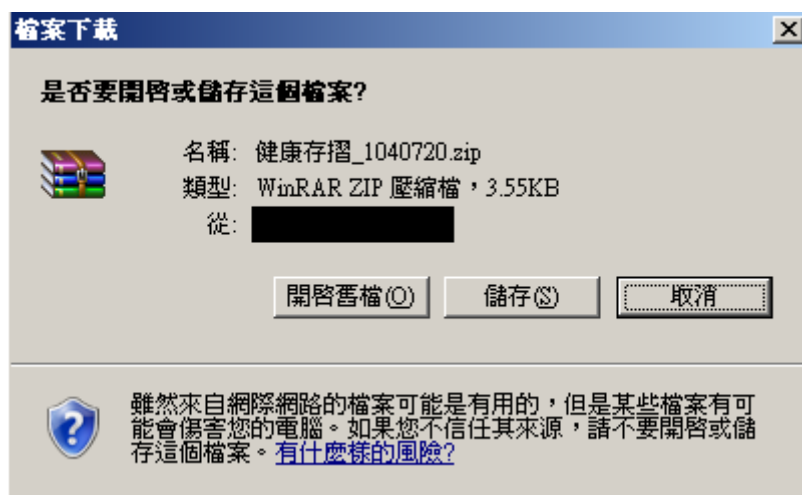 檔案下載
是否要開啓或儲存這個檔案?
名稱: 健康存摺_1040720.zip
類型: WinRAR ZIP 壓縮檔，3.55KB
從:
開啓舊檔(O) 儲存(S) 取消
雖然來自網際網路的檔案可能是有用的，但是某些檔案有可
能會傷害您的電腦。如果您不信任其來源，請不要開啓或儲
存這個檔案。有什麼樣的風險?